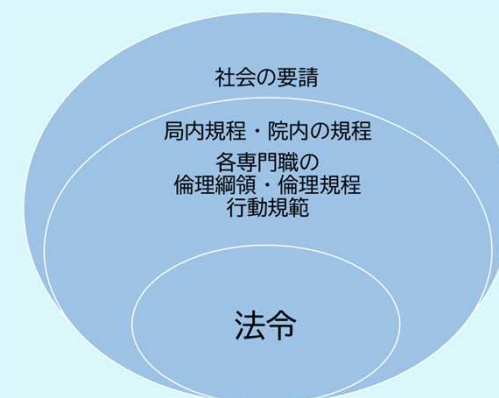 社会の要請
局内規程・院内の規程
各専門職の
倫理綱領・倫理規程
行動規範
法令